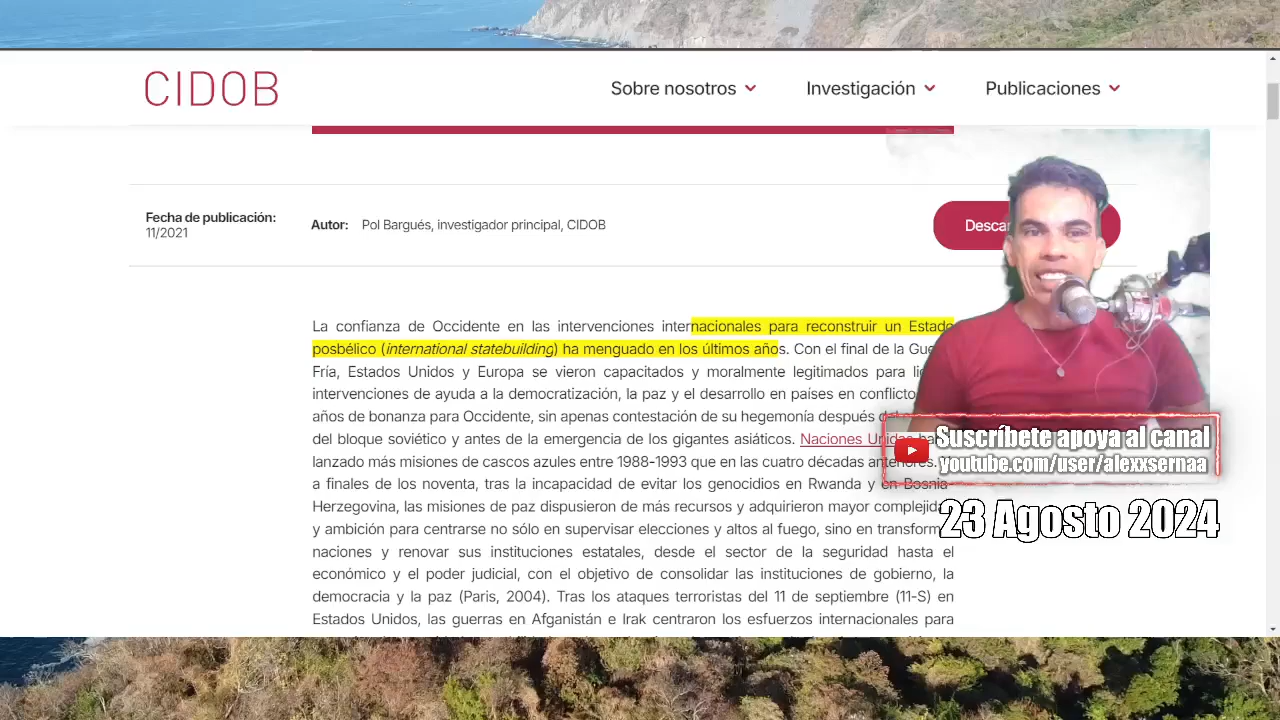 CIDOB
Sobre nosotros
Investigación
Publicaciones
Fecha de publicación:
11/2021
Autor: Pol Bargués, investigador principal, CIDOB
La confianza de Occidente en las intervenciones internacionales para reconstruir un Estado
posbélico (international statebuilding) ha menguado en los últimos años. Con el final de la
Fría, Estados Unidos y Europa se vieron capacitados y moralmente legitimados para
intervenciones de ayuda a la democratización, la paz y el desarrollo en países en conflicto
años de bonanza para Occidente, sin apenas contestación de su hegemonía después
del bloque soviético y antes de la emergencia de los gigantes asiáticos. Naciones Unidas
lanzado más misiones de cascos azules entre 1988-1993 que en las cuatro décadas anteriores.
a finales de los noventa, tras la incapacidad de evitar los genocidios en Rwanda y en Bosnia-
Herzegovina, las misiones de paz dispusieron de más recursos y adquirieron mayor
y ambición para centrarse no sólo en supervisar elecciones y altos al fuego, sino en
naciones y renovar sus instituciones estatales, desde el sector de la seguridad hasta el
económico y el poder judicial, con el objetivo de consolidar las instituciones de gobierno, la
democracia y la paz (Paris, 2004). Tras los ataques terroristas del 11 de septiembre (11-S) en
Estados Unidos, las guerras en Afganistán e Irak centraron los esfuerzos internacionales para
Suscríbete apoya al canal
youtube.com/user/alexxsernaa
23 Agosto 2024